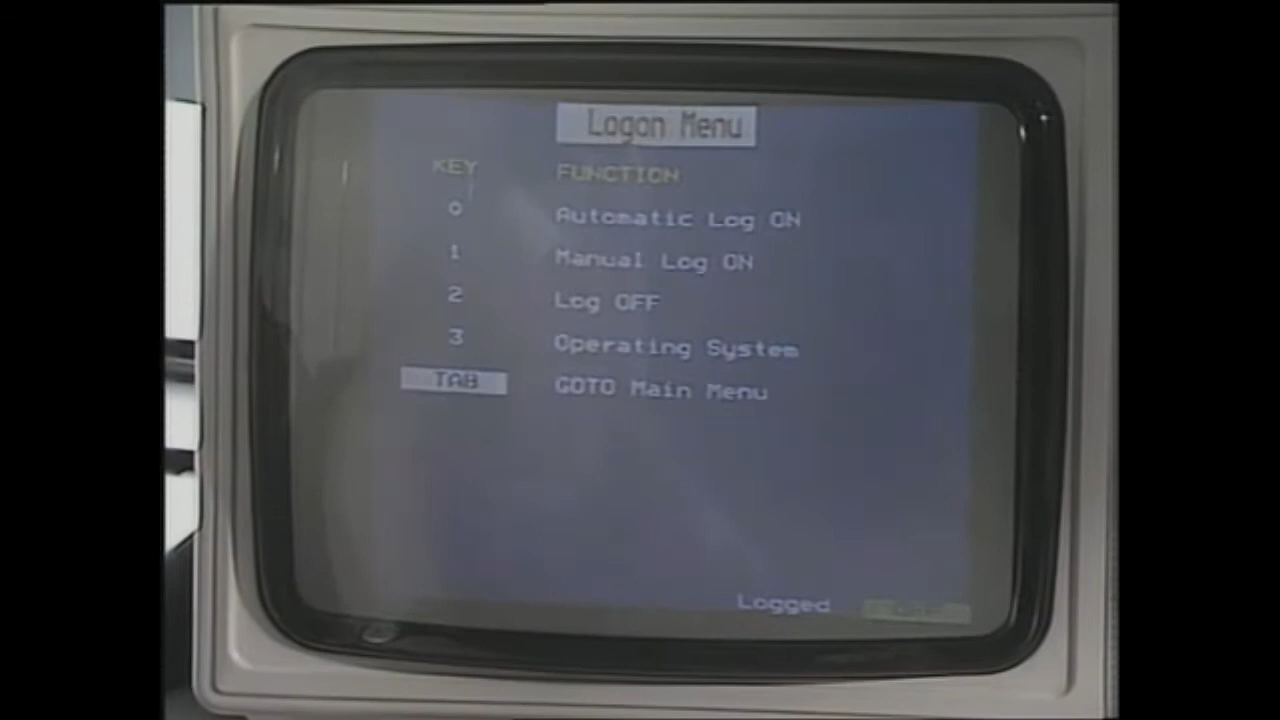 Logon Menu
KEY FUNCTION
0 Automatic Log ON
1 Manual Log ON
2 Log OFF
3 Operating System
TAB GOTO Main Menu
Logged